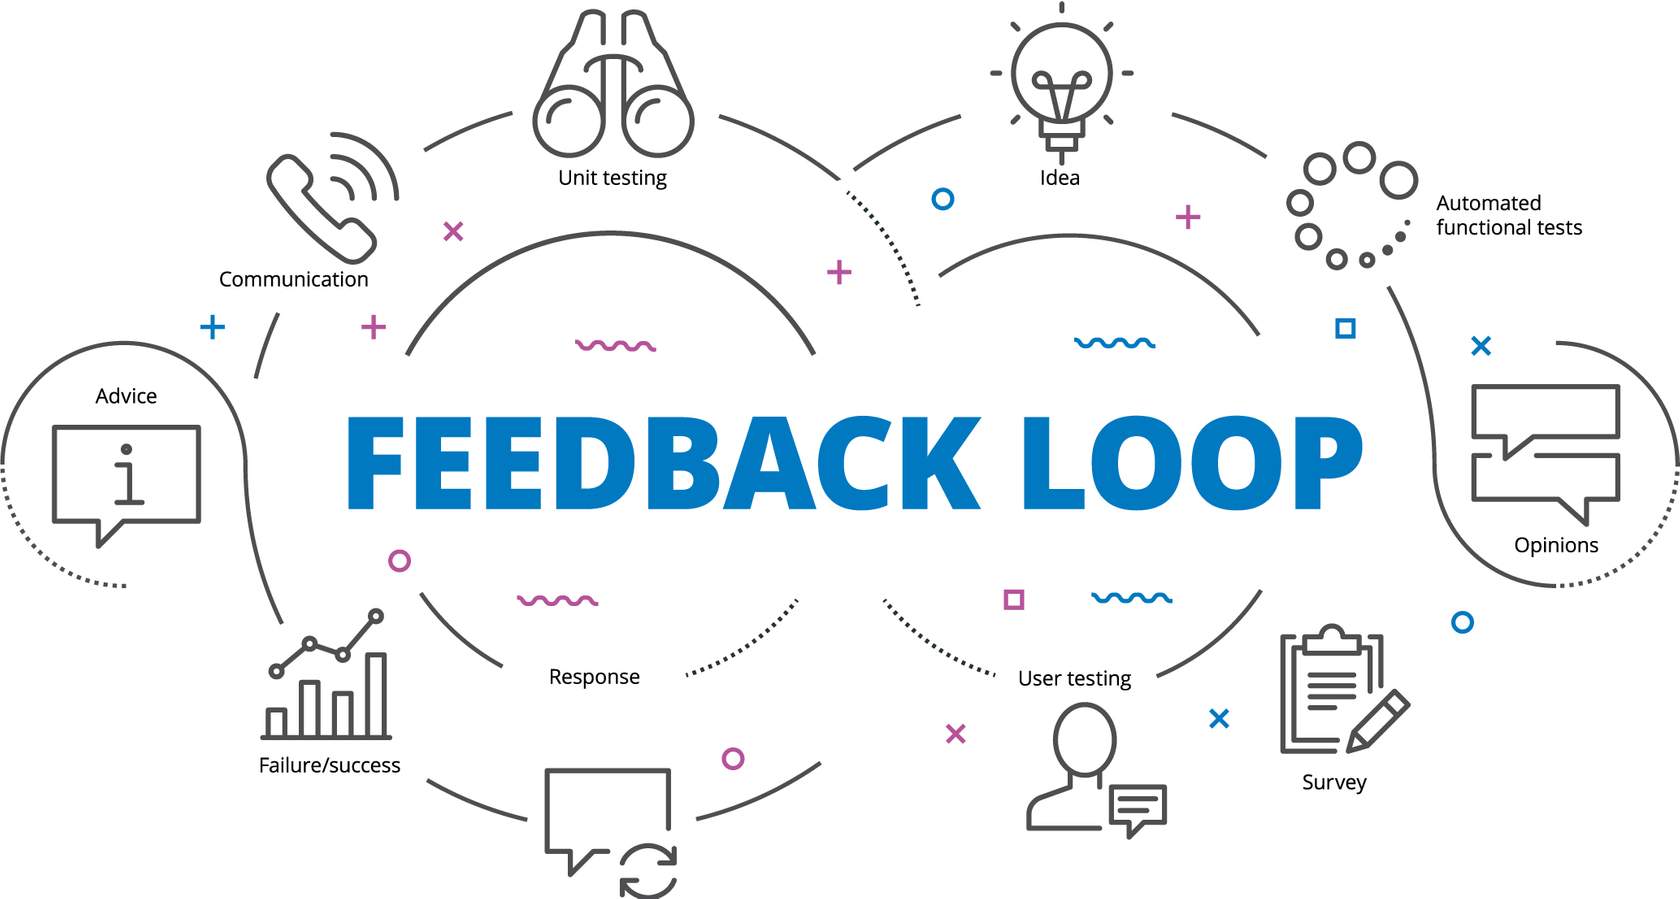 Unit testing
Idea
Automated
functional tests
Communication
Advice
FEEDBACK LOOP
Opinions
Response
User testing
Failure/success
Survey